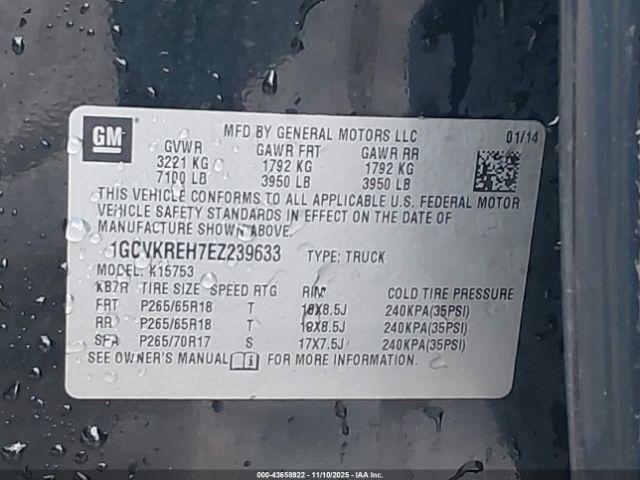 GM ®
MFD BY GENERAL MOTORS LLC 01/14
GVWR GAWR FRT GAWR RR
3221 KG 1792 KG 1792 KG
7100 LB 3950 LB 3950 LB
THIS VEHICLE CONFORMS TO ALL APPLICABLE U.S. FEDERAL MOTOR
VEHICLE SAFETY STANDARDS IN EFFECT ON THE DATE OF
MANUFACTURE SHOWN ABOVE.
1GCVKREH7EZ239633 TYPE: TRUCK
MODEL: K15753
KB7R TIRE SIZE SPEED RTG RIM COLD TIRE PRESSURE
FRT P265/65R18 T 18X8.5J 240KPA(35PSI)
RR P265/65R18 T 18X8.5J 240KPA(35PSI)
SPA P265/70R17 S 17X7.5J 240KPA(35PSI)
SEE OWNER'S MANUAL FOR MORE INFORMATION.
000-43658922 - 11/10/2025 - IAA Inc.